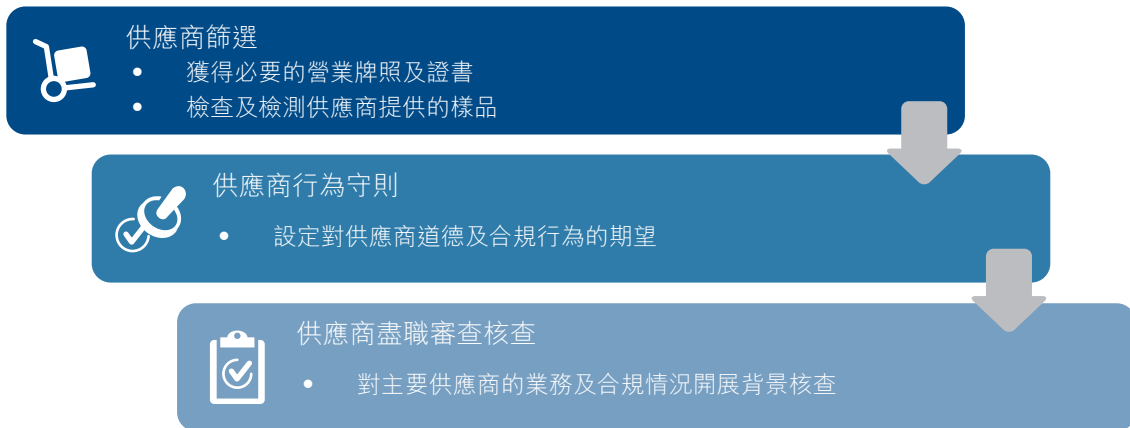 供應商篩選
• 獲得必要的營業牌照及證書
• 檢查及檢測供應商提供的樣品
供應商行為守則
• 設定對供應商道德及合規行為的期望
供應商盡職審查核查
• 對主要供應商的業務及合規情況開展背景核查